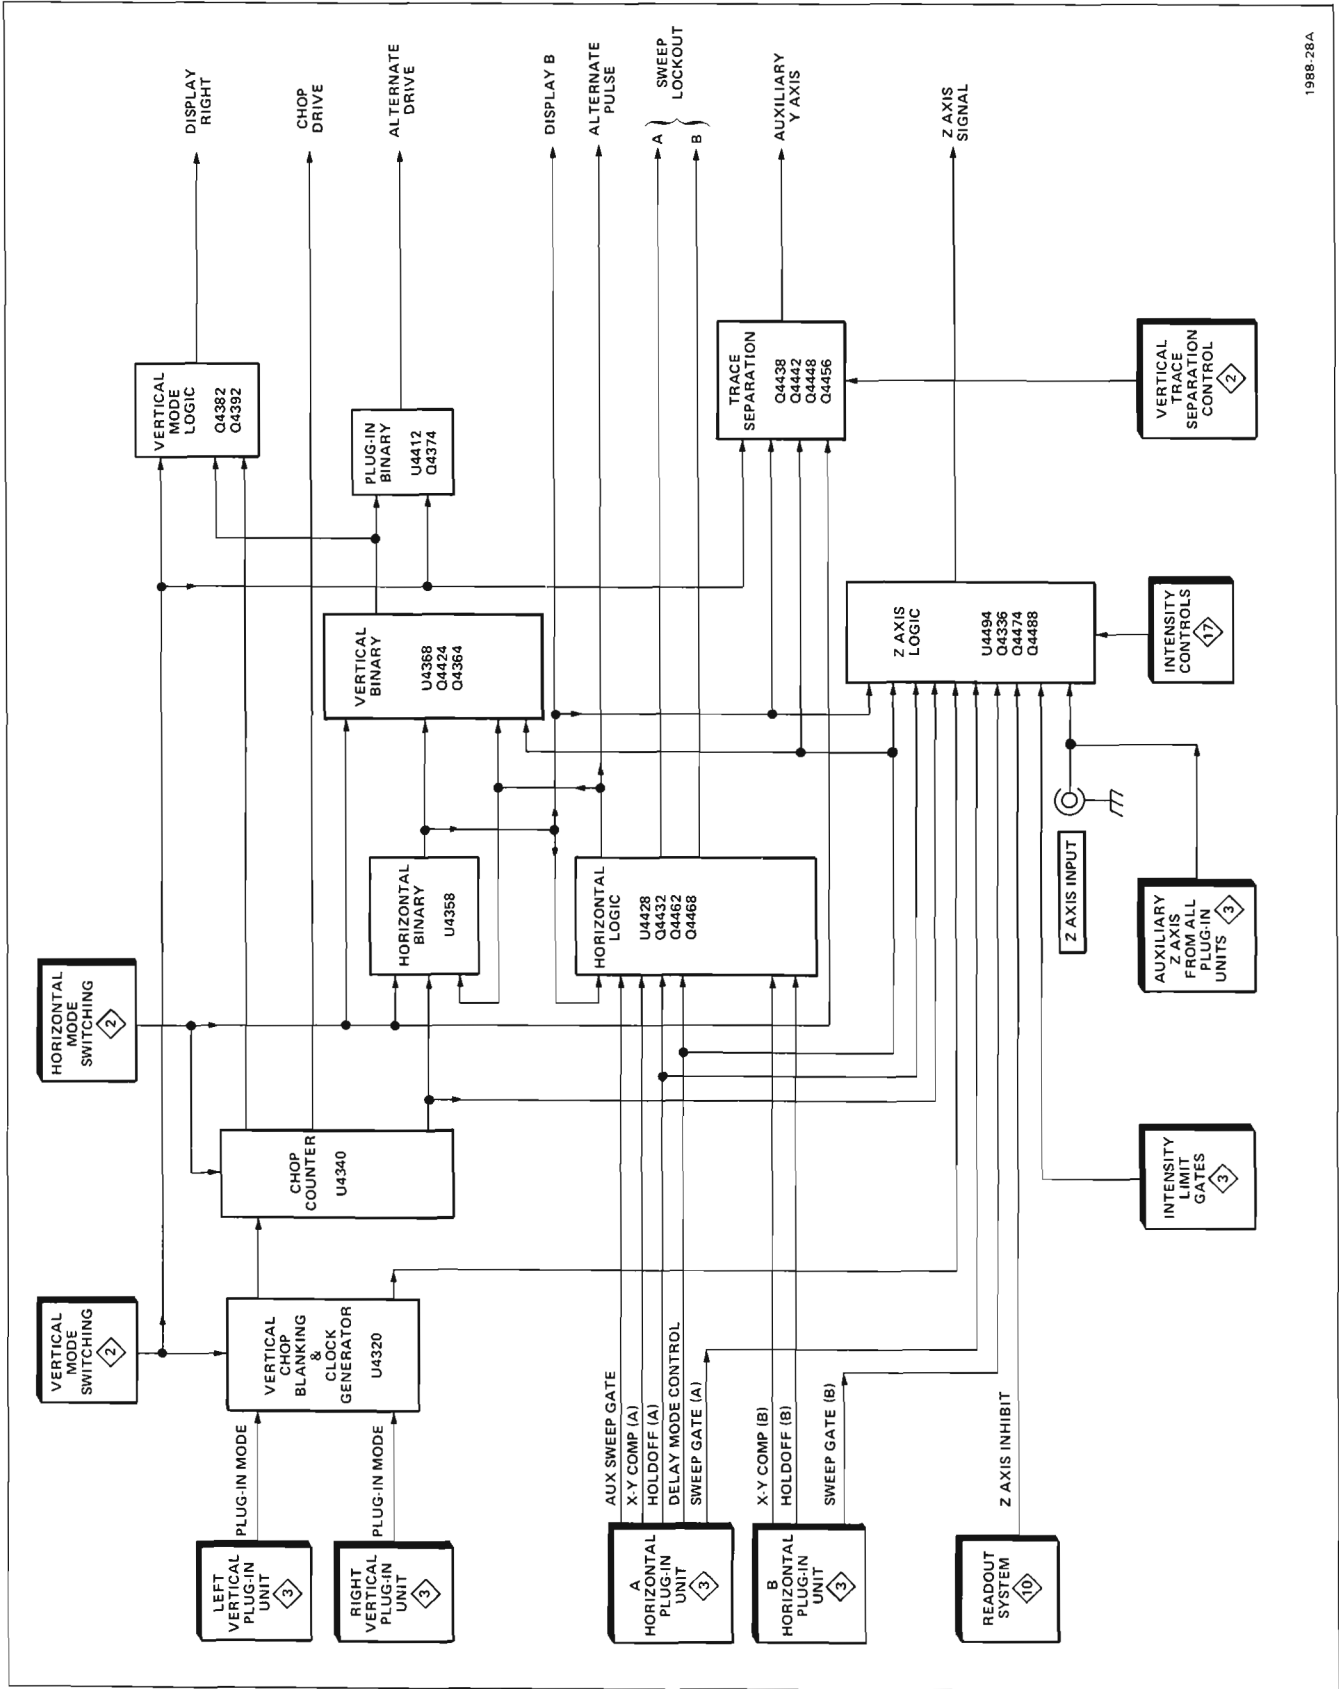 LEFT
VERTICAL
PLUG-IN
UNIT
3
RIGHT
VERTICAL
PLUG-IN
UNIT
3
PLUG-IN MODE
PLUG-IN MODE
VERTICAL
MODE
SWITCHING
2
VERTICAL
CHOP
BLANKING
&
CLOCK
GENERATOR
U4320
HORIZONTAL
MODE
SWITCHING
2
CHOP
COUNTER
U4340
HORIZONTAL
BINARY
U4358
VERTICAL
BINARY
U4368
Q4424
Q4364
VERTICAL
MODE
LOGIC
Q4382
Q4392
PLUG-IN
BINARY
U4412
Q4374
DISPLAY
RIGHT
CHOP
DRIVE
ALTERNATE
DRIVE
DISPLAY B
ALTERNATE
PULSE
A
B
SWEEP
LOCKOUT
AUXILIARY
Y AXIS
Z AXIS
SIGNAL
A
HORIZONTAL
PLUG-IN
UNIT
3
AUX SWEEP GATE
X-Y COMP (A)
HOLDOFF (A)
DELAY MODE CONTROL
SWEEP GATE (A)
B
HORIZONTAL
PLUG-IN
UNIT
3
X-Y COMP (B)
HOLDOFF (B)
SWEEP GATE (B)
READOUT
SYSTEM
10
Z AXIS INHIBIT
HORIZONTAL
LOGIC
U4428
Q4432
Q4462
Q4468
TRACE
SEPARATION
Q4438
Q4442
Q4448
Q4456
Z AXIS
LOGIC
U4494
Q4336
Q4474
Q4488
INTENSITY
LIMIT
GATES
3
AUXILIARY
Z AXIS
FROM ALL
PLUG-IN
UNITS
3
Z AXIS INPUT
INTENSITY
CONTROLS
17
VERTICAL
TRACE
SEPARATION
CONTROL
2
1988-28A